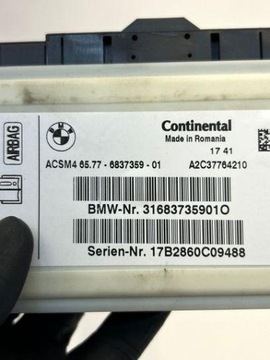 BMW
Continental
Made in Romania
17 41
AIRBAG
ACSM4 65.77 - 6837359 - 01
A2C37764210
BMW-Nr. 31683735901O
Serien-Nr. 17B2860C09488